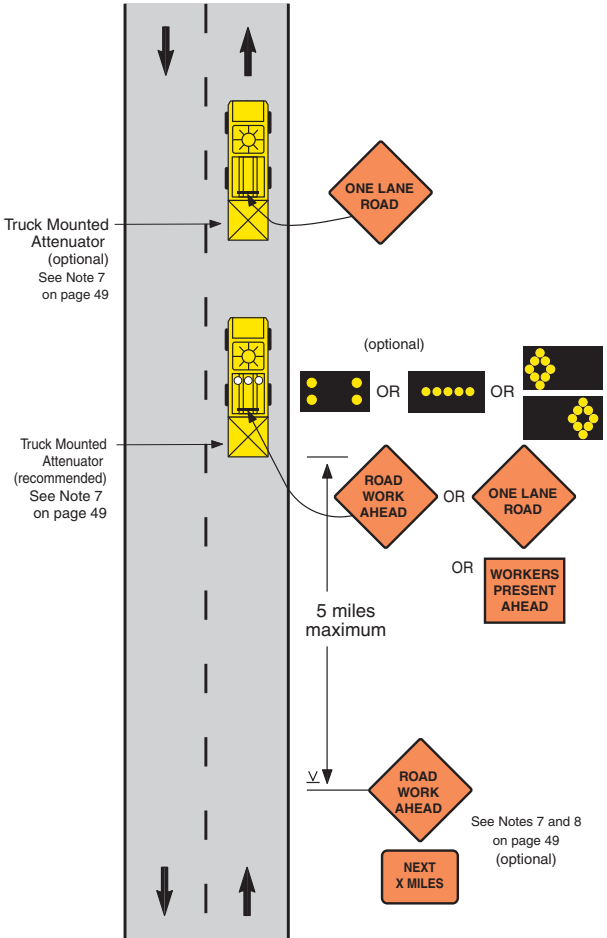 ONE LANE
ROAD
Truck Mounted
Attenuator
(optional)
See Note 7
on page 49
(optional)
OR
OR
Truck Mounted
Attenuator
(recommended)
See Note 7
on page 49
ROAD
WORK
AHEAD
OR
ONE LANE
ROAD
OR
WORKERS
PRESENT
AHEAD
5 miles
maximum
ROAD
WORK
AHEAD
See Notes 7 and 8
on page 49
(optional)
NEXT
X MILES